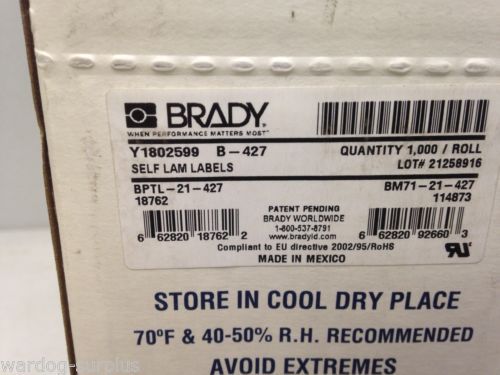 BRADY.
WHEN PERFORMANCE MATTERS MOST™
Y1802599 B-427 QUANTITY 1,000 / ROLL
SELF LAM LABELS LOT# 21258916
BPTL-21-427 BM71-21-427
18762 114873
PATENT PENDING
BRADY WORLDWIDE
1-800-537-8791
www.bradyid.com
6 62820 18762 2 6 62820 92660 3
Compliant to EU directive 2002/95/RoHS
MADE IN MEXICO
STORE IN COOL DRY PLACE
70°F & 40-50% R.H. RECOMMENDED
AVOID EXTREMES
wardog-surplus